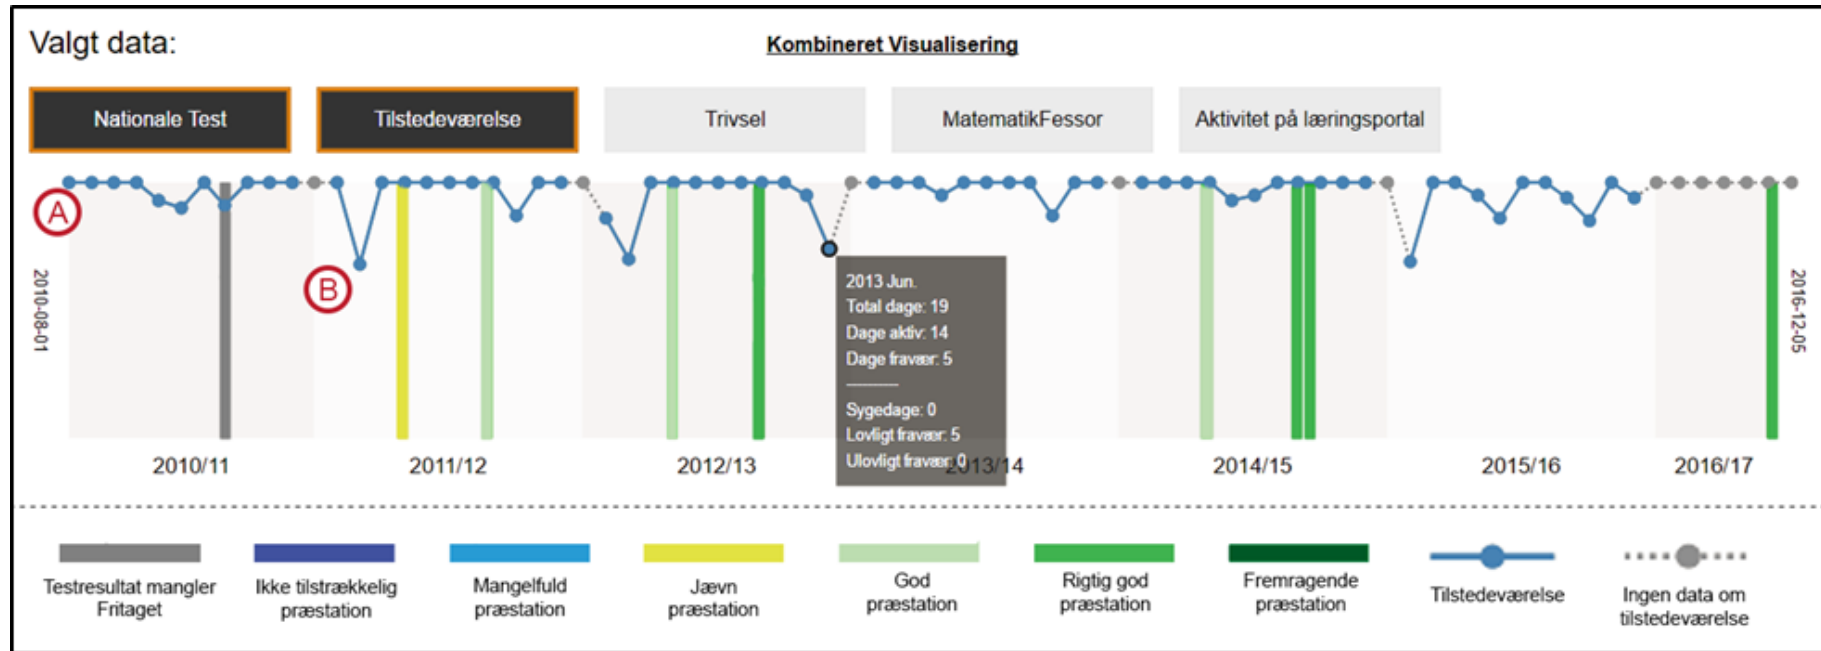 Valgt data:
Kombineret Visualisering
Nationale Test
Tilstedeværelse
Trivsel
MatematikFessor
Aktivitet på læringsportal
A
B
2010-08-01
2016-12-05
2013 Jun.
Total dage: 19
Dage aktiv: 14
Dage fravær: 5
----------
Sygedage: 0
Lovligt fravær: 5
Ulovligt fravær: 0
2010/11
2011/12
2012/13
2013/14
2014/15
2015/16
2016/17
Testresultat mangler
Fritaget
Ikke tilstrækkelig
præstation
Mangelfuld
præstation
Jævn
præstation
God
præstation
Rigtig god
præstation
Fremragende
præstation
Tilstedeværelse
Ingen data om
tilstedeværelse